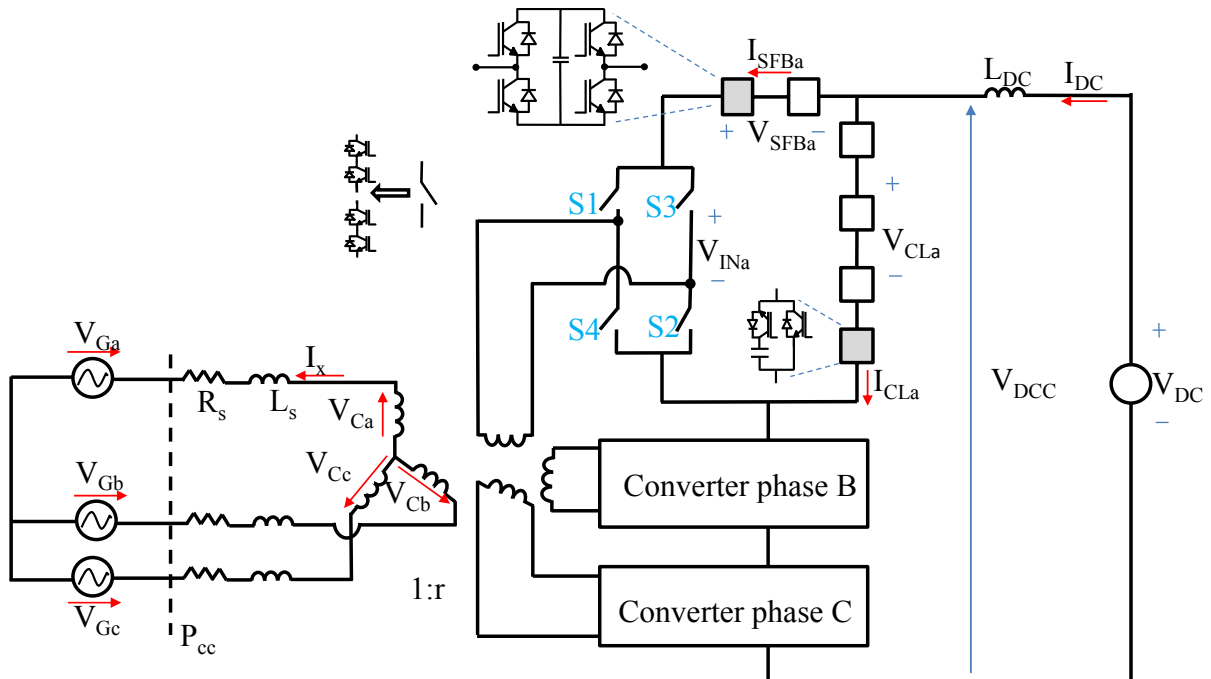 I_SFBa
L_DC
I_DC
+
V_SFBa
−
S1
S3
+
V_INa
−
+
V_CLa
−
S4
S2
V_Ga
I_x
R_s
L_s
V_Ca
I_CLa
V_DCC
+
V_DC
−
V_Cc
V_Gb
V_Cb
Converter phase B
1:r
V_Gc
P_cc
Converter phase C